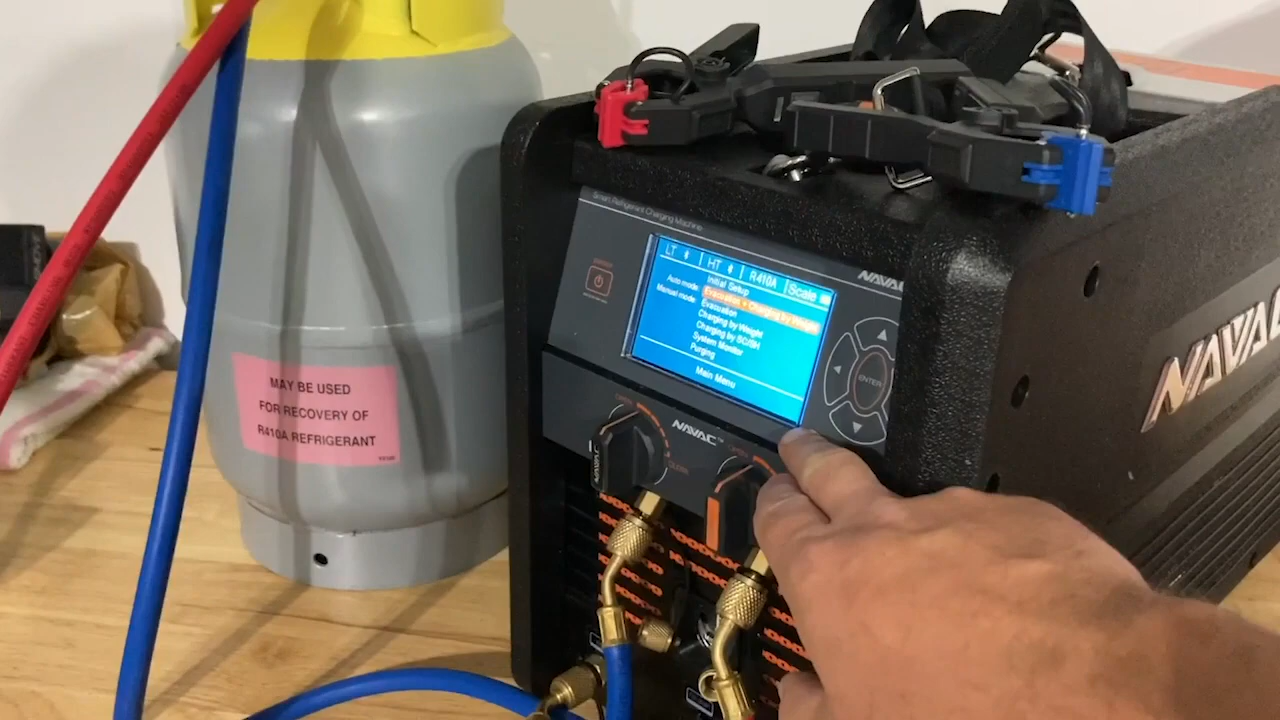 Smart Refrigerant Charging Machine
NAVAC
LT
HT
R410A
Scale
Initial Setup
Auto mode: Evacuation + Charging by Weight
Manual mode: Evacuation
Charging by Weight
Charging by SC/SH
System Monitor
Purging
Main Menu
ENTER
NAVAC
MAY BE USED
FOR RECOVERY OF
R410A REFRIGERANT
NAVAC